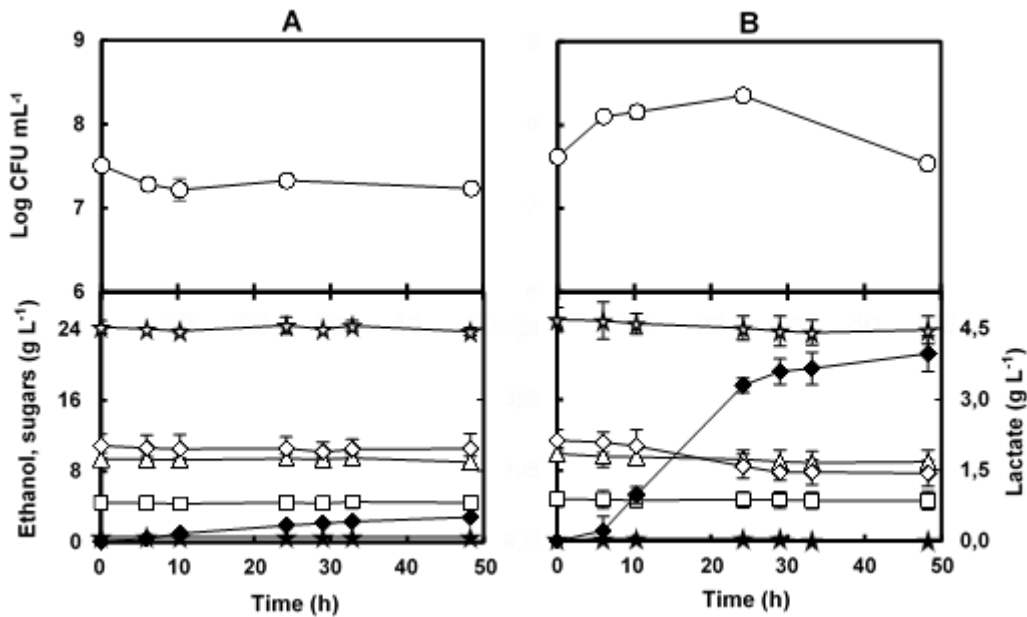 A
B
9
8
7
6
Log CFU mL⁻¹
24
16
8
0
Ethanol, sugars (g L⁻¹)
4,5
3,0
1,5
0,0
Lactate (g L⁻¹)
0 10 20 30 40 50
0 10 20 30 40 50
Time (h)
Time (h)